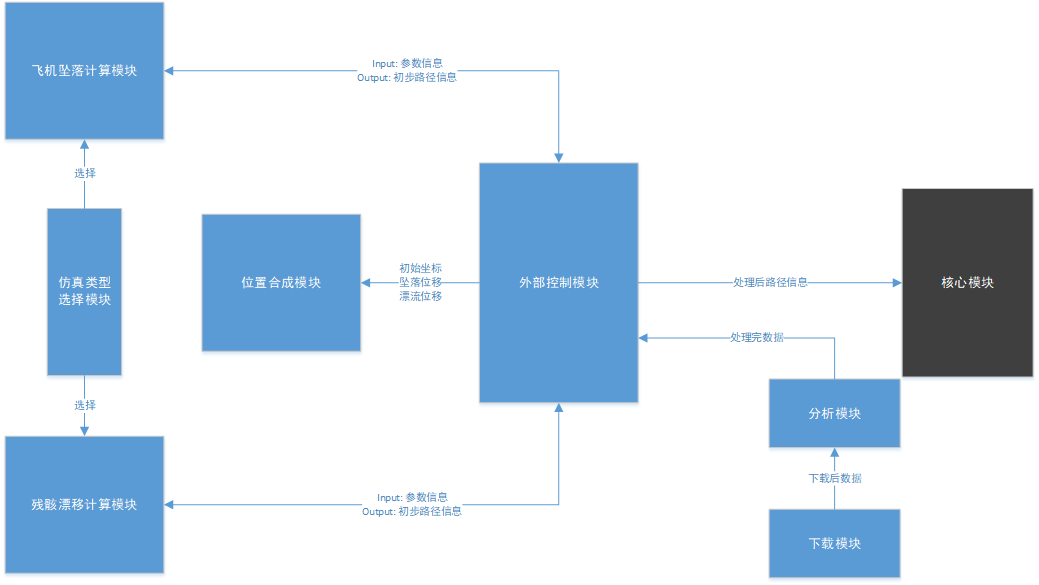 飞机坠落计算模块
Input: 参数信息
Output: 初步路径信息
选择
仿真类型
选择模块
位置合成模块
初始坐标
坠落位移
漂流位移
外部控制模块
处理后路径信息
核心模块
处理完数据
选择
分析模块
下载后数据
残骸漂移计算模块
Input: 参数信息
Output: 初步路径信息
下载模块